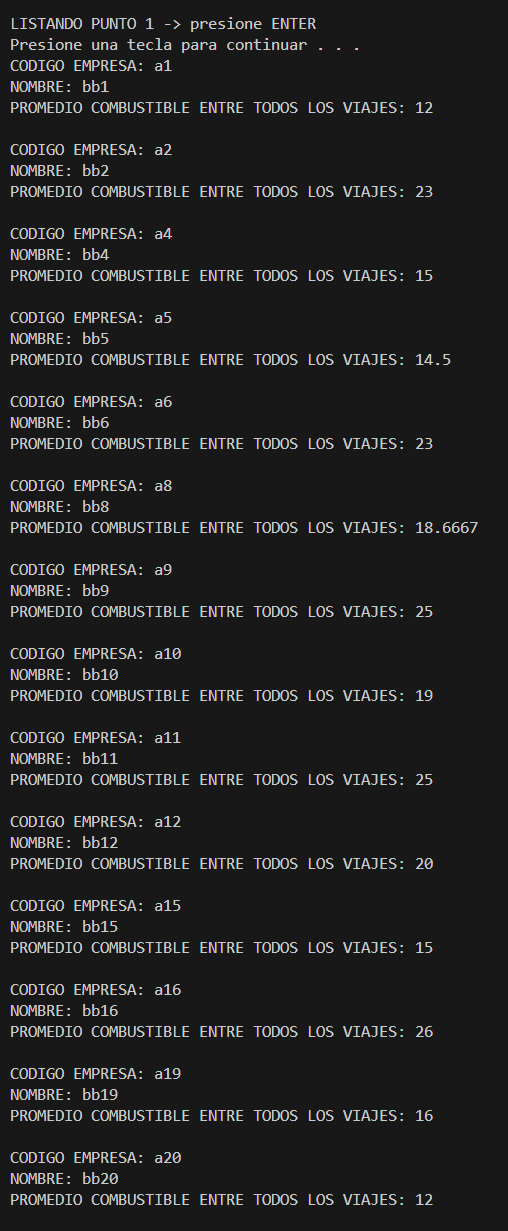 LISTANDO PUNTO 1 -> presione ENTER
Presione una tecla para continuar . . .
CODIGO EMPRESA: a1
NOMBRE: bb1
PROMEDIO COMBUSTIBLE ENTRE TODOS LOS VIAJES: 12
CODIGO EMPRESA: a2
NOMBRE: bb2
PROMEDIO COMBUSTIBLE ENTRE TODOS LOS VIAJES: 23
CODIGO EMPRESA: a4
NOMBRE: bb4
PROMEDIO COMBUSTIBLE ENTRE TODOS LOS VIAJES: 15
CODIGO EMPRESA: a5
NOMBRE: bb5
PROMEDIO COMBUSTIBLE ENTRE TODOS LOS VIAJES: 14.5
CODIGO EMPRESA: a6
NOMBRE: bb6
PROMEDIO COMBUSTIBLE ENTRE TODOS LOS VIAJES: 23
CODIGO EMPRESA: a8
NOMBRE: bb8
PROMEDIO COMBUSTIBLE ENTRE TODOS LOS VIAJES: 18.6667
CODIGO EMPRESA: a9
NOMBRE: bb9
PROMEDIO COMBUSTIBLE ENTRE TODOS LOS VIAJES: 25
CODIGO EMPRESA: a10
NOMBRE: bb10
PROMEDIO COMBUSTIBLE ENTRE TODOS LOS VIAJES: 19
CODIGO EMPRESA: a11
NOMBRE: bb11
PROMEDIO COMBUSTIBLE ENTRE TODOS LOS VIAJES: 25
CODIGO EMPRESA: a12
NOMBRE: bb12
PROMEDIO COMBUSTIBLE ENTRE TODOS LOS VIAJES: 20
CODIGO EMPRESA: a15
NOMBRE: bb15
PROMEDIO COMBUSTIBLE ENTRE TODOS LOS VIAJES: 15
CODIGO EMPRESA: a16
NOMBRE: bb16
PROMEDIO COMBUSTIBLE ENTRE TODOS LOS VIAJES: 26
CODIGO EMPRESA: a19
NOMBRE: bb19
PROMEDIO COMBUSTIBLE ENTRE TODOS LOS VIAJES: 16
CODIGO EMPRESA: a20
NOMBRE: bb20
PROMEDIO COMBUSTIBLE ENTRE TODOS LOS VIAJES: 12